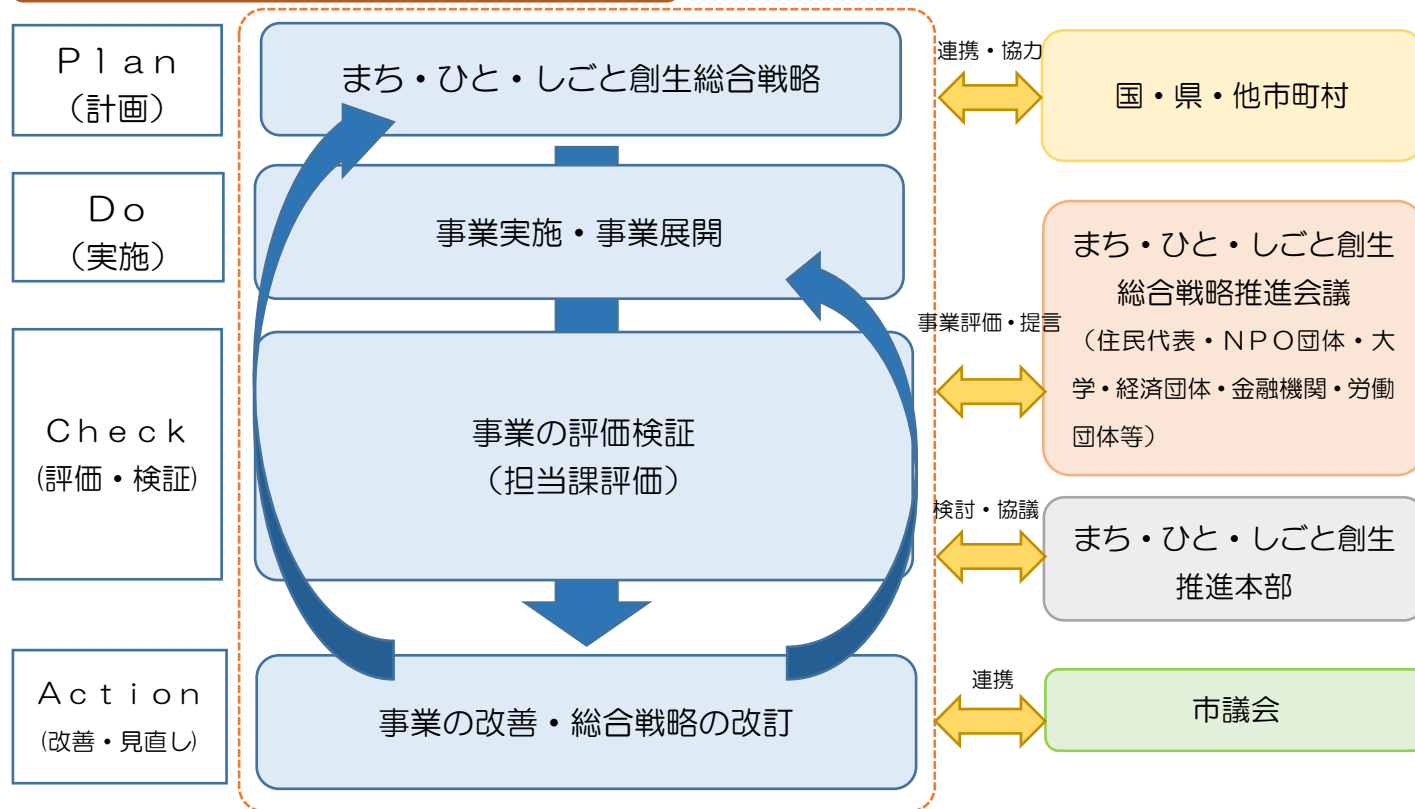 Ｐｌａｎ
（計画）
まち・ひと・しごと創生総合戦略
連携・協力
国・県・他市町村
Ｄｏ
（実施）
事業実施・事業展開
まち・ひと・しごと創生
総合戦略推進会議
（住民代表・ＮＰＯ団体・大
学・経済団体・金融機関・労働
団体等）
事業評価・提言
Ｃｈｅｃｋ
(評価・検証)
事業の評価検証
（担当課評価）
検討・協議
まち・ひと・しごと創生
推進本部
Ａｃｔｉｏｎ
(改善・見直し)
事業の改善・総合戦略の改訂
連携
市議会